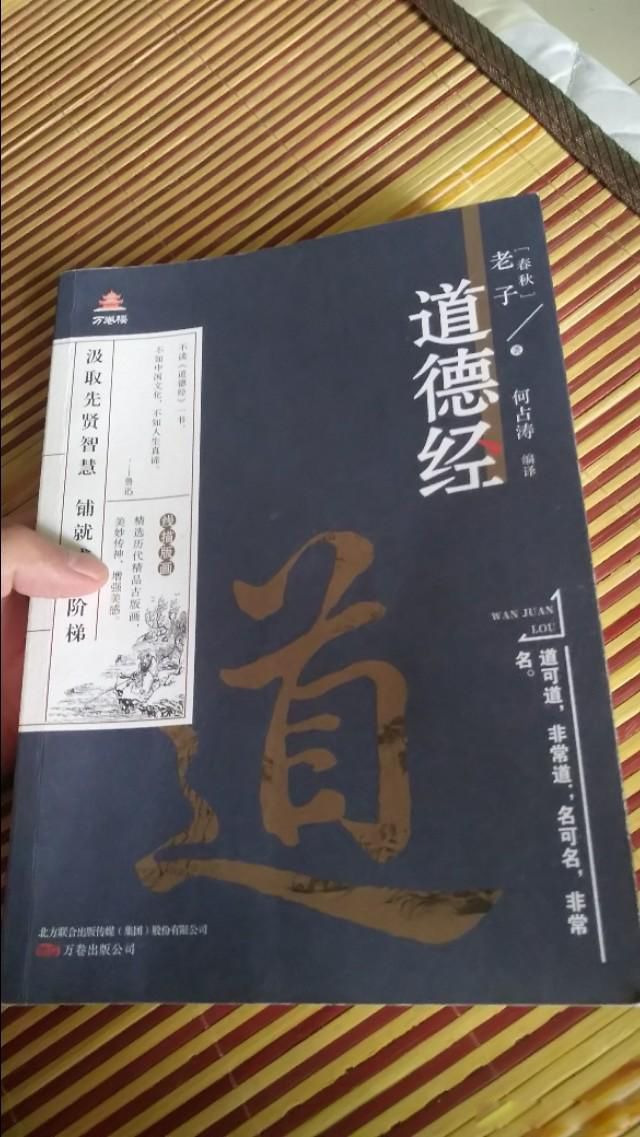 [春秋]
老子
著
何占涛
编译
道德经
万卷楼
汲取先贤智慧 铺就
阶梯
不读《道德经》一书，
不知中国文化，不知人生真谛。
——鲁迅
线描版画
精选历代精品古版画，
美妙传神，增强美感。
道
WAN JUAN
LOU
道可道，非常道；名可名，非常
名。
北方联合出版传媒（集团）股份有限公司
万卷出版公司